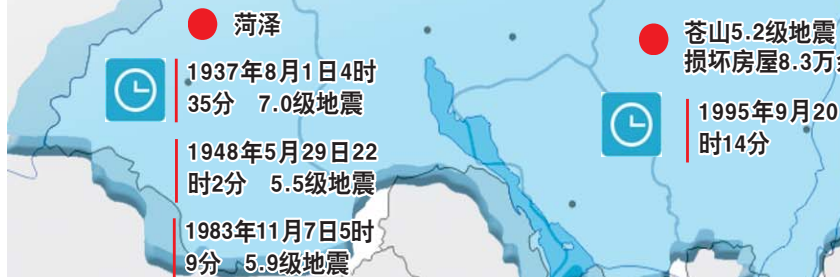 菏泽
1937年8月1日4时
35分 7.0级地震
1948年5月29日22
时2分 5.5级地震
1983年11月7日5时
9分 5.9级地震
苍山5.2级地震
损坏房屋8.3万
1995年9月20
时14分